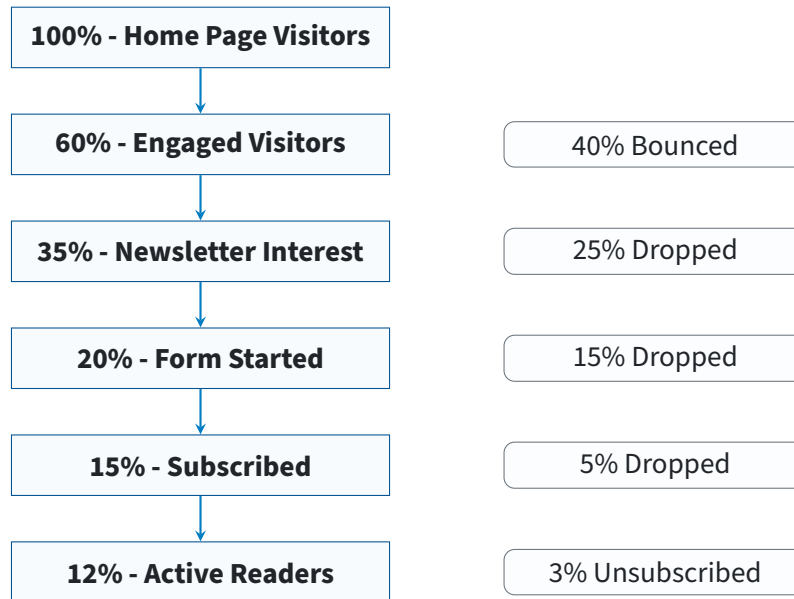 100% - Home Page Visitors
60% - Engaged Visitors
40% Bounced
35% - Newsletter Interest
25% Dropped
20% - Form Started
15% Dropped
15% - Subscribed
5% Dropped
12% - Active Readers
3% Unsubscribed